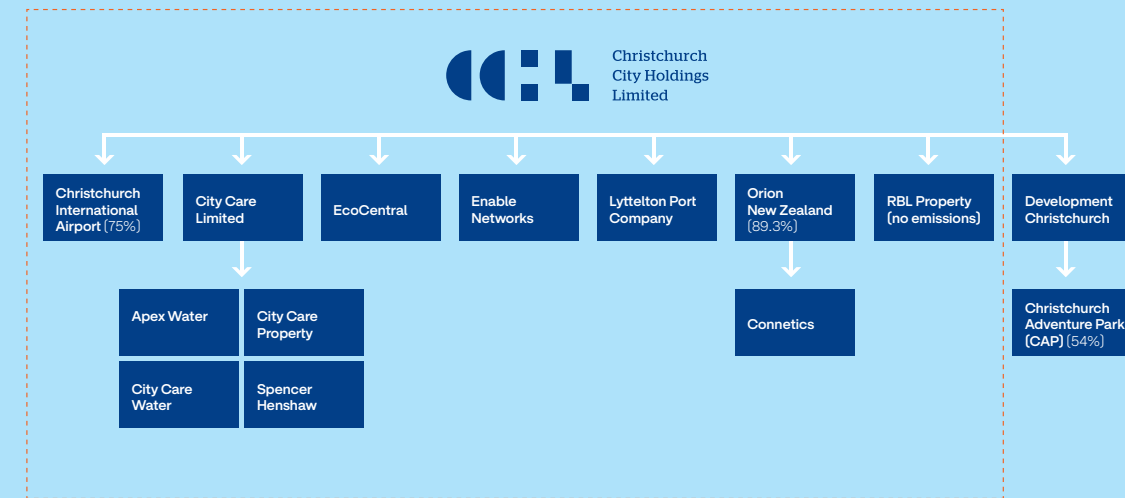 Christchurch
City Holdings
Limited
Christchurch
International
Airport (75%)
City Care
Limited
EcoCentral
Enable
Networks
Lyttelton Port
Company
Orion
New Zealand
(89.3%)
RBL Property
(no emissions)
Development
Christchurch
Apex Water
City Care
Property
City Care
Water
Spencer
Henshaw
Connetics
Christchurch
Adventure Park
(CAP) (54%)